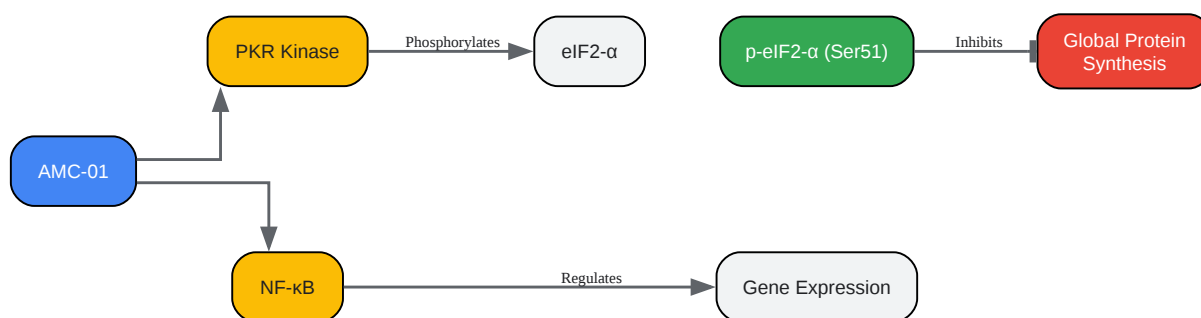 PKR Kinase
Phosphorylates
eIF2-α
p-eIF2-α (Ser51)
Inhibits
Global Protein
Synthesis
AMC-01
NF-κB
Regulates
Gene Expression